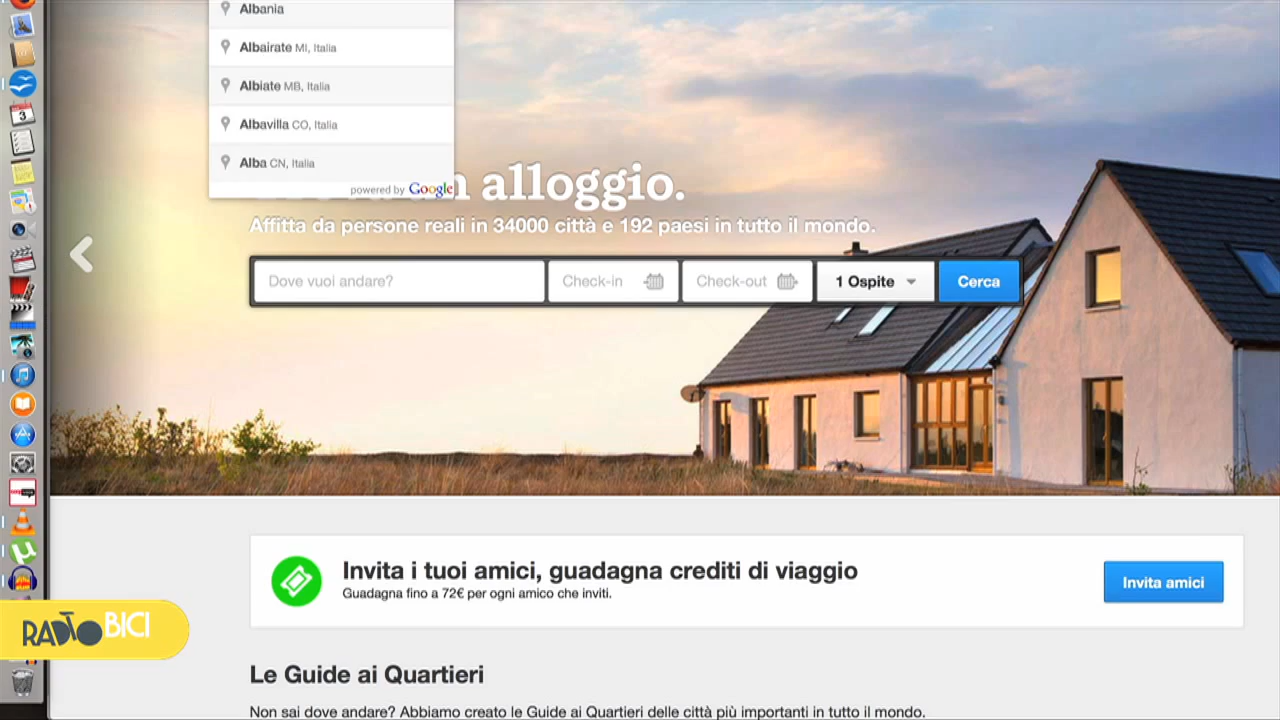 Albania
Albairate MI, Italia
Albiate MB, Italia
Albavilla CO, Italia
Alba CN, Italia
powered by Google
alloggio.
Affitta da persone reali in 34000 città e 192 paesi in tutto il mondo.
Dove vuoi andare? Check-in Check-out 1 Ospite Cerca
Invita i tuoi amici, guadagna crediti di viaggio
Guadagna fino a 72€ per ogni amico che inviti.
Invita amici
RADIO BICI
Le Guide ai Quartieri
Non sai dove andare? Abbiamo creato le Guide ai Quartieri delle città più importanti in tutto il mondo.
3